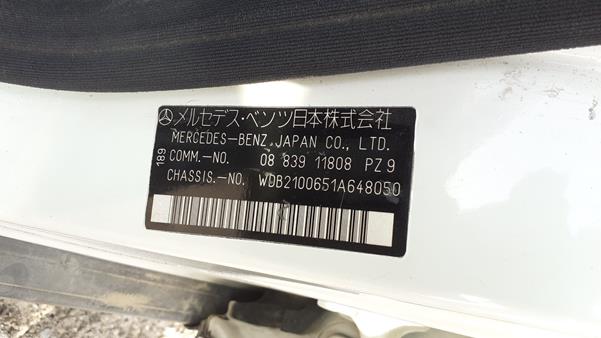 メルセデス・ベンツ日本株式会社
MERCEDES-BENZ JAPAN CO., LTD.
COMM.-NO. 08 839 11808 PZ9
CHASSIS.-NO. WDB2100651A648050
189